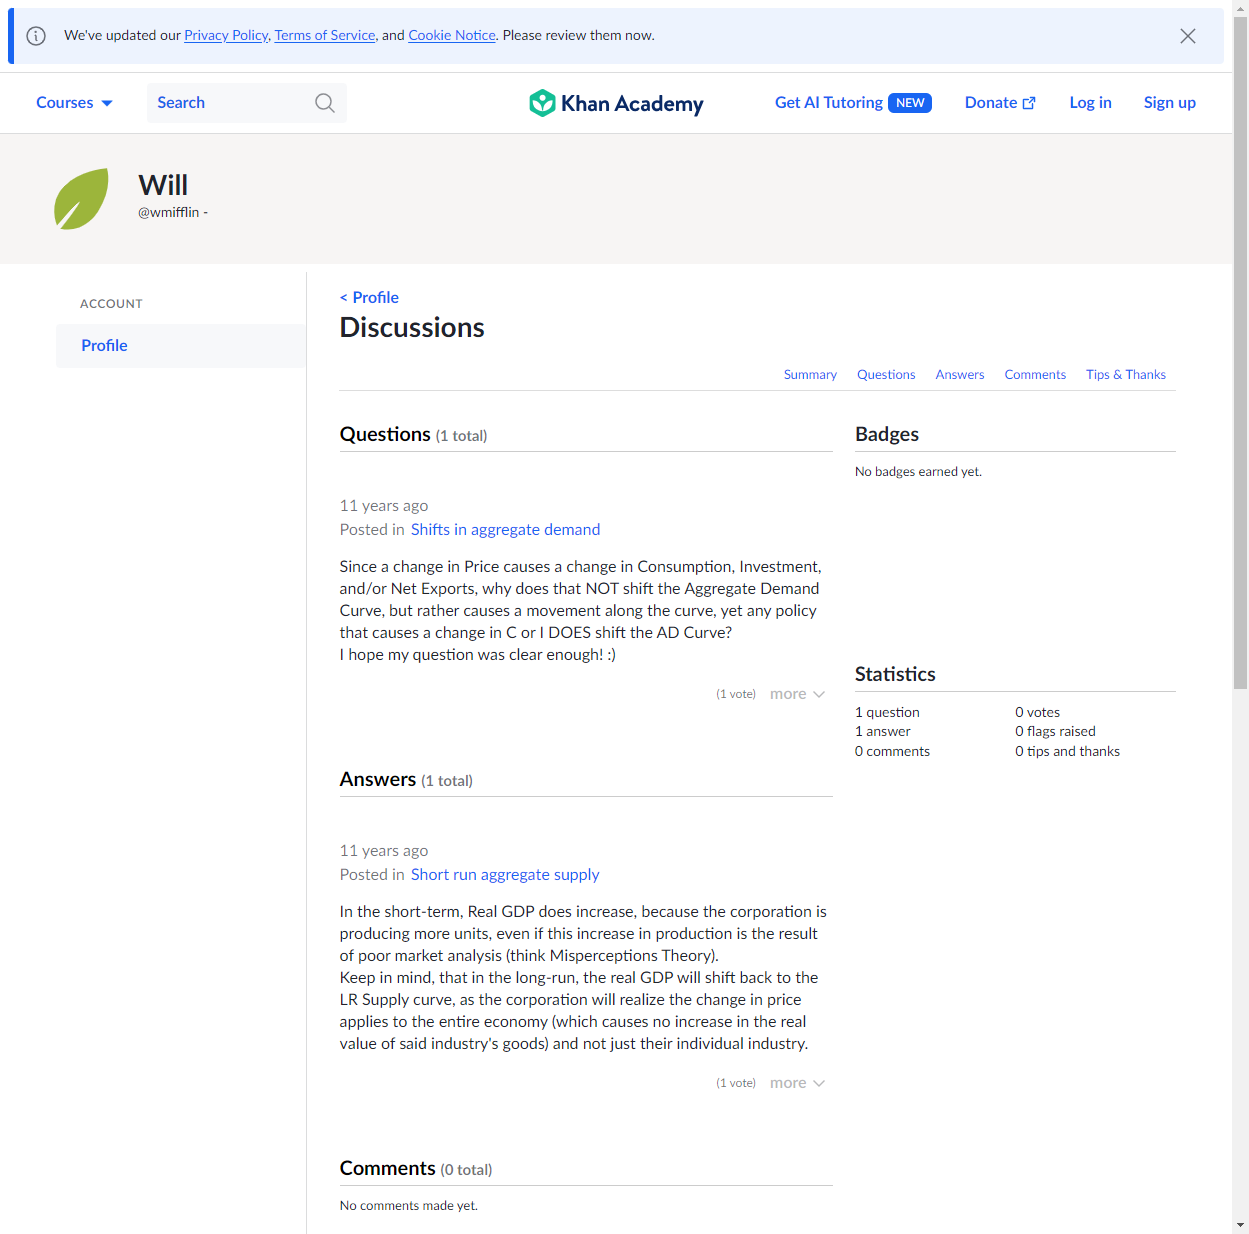 We've updated our Privacy Policy, Terms of Service, and Cookie Notice. Please review them now.
Courses
Search
Khan Academy
Get AI Tutoring NEW
Donate
Log in
Sign up
Will
@wmifflin -
ACCOUNT
Profile
< Profile
Discussions
Summary Questions Answers Comments Tips & Thanks
Questions (1 total)
11 years ago
Posted in Shifts in aggregate demand
Since a change in Price causes a change in Consumption, Investment,
and/or Net Exports, why does that NOT shift the Aggregate Demand
Curve, but rather causes a movement along the curve, yet any policy
that causes a change in C or I DOES shift the AD Curve?
I hope my question was clear enough! :)
(1 vote) more
Answers (1 total)
11 years ago
Posted in Short run aggregate supply
In the short-term, Real GDP does increase, because the corporation is
producing more units, even if this increase in production is the result
of poor market analysis (think Misperceptions Theory).
Keep in mind, that in the long-run, the real GDP will shift back to the
LR Supply curve, as the corporation will realize the change in price
applies to the entire economy (which causes no increase in the real
value of said industry's goods) and not just their individual industry.
(1 vote) more
Comments (0 total)
No comments made yet.
Badges
No badges earned yet.
Statistics
1 question 0 votes
1 answer 0 flags raised
0 comments 0 tips and thanks